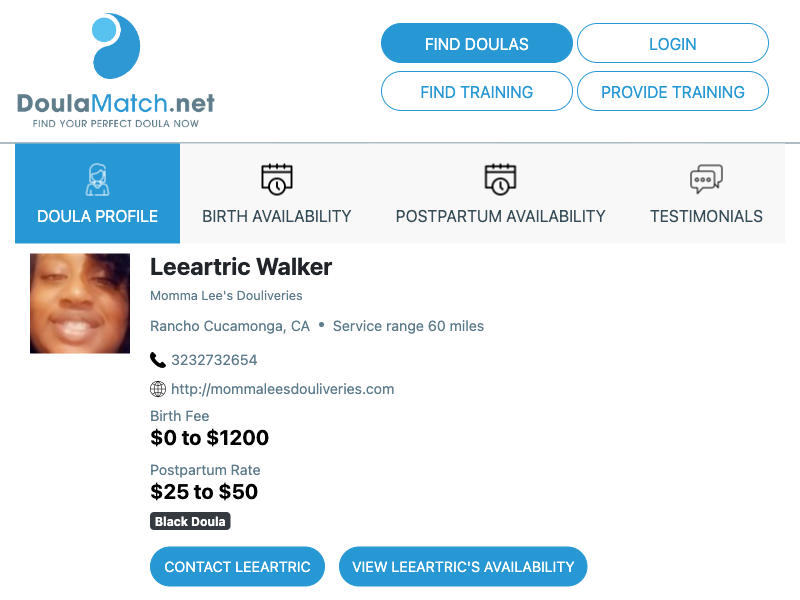 DoulaMatch.net
FIND YOUR PERFECT DOULA NOW
FIND DOULAS
LOGIN
FIND TRAINING
PROVIDE TRAINING
DOULA PROFILE
BIRTH AVAILABILITY
POSTPARTUM AVAILABILITY
TESTIMONIALS
Leeartric Walker
Momma Lee's Douliveries
Rancho Cucamonga, CA • Service range 60 miles
3232732654
http://mommaleesdouliveries.com
Birth Fee
$0 to $1200
Postpartum Rate
$25 to $50
Black Doula
CONTACT LEEARTRIC
VIEW LEEARTRIC'S AVAILABILITY